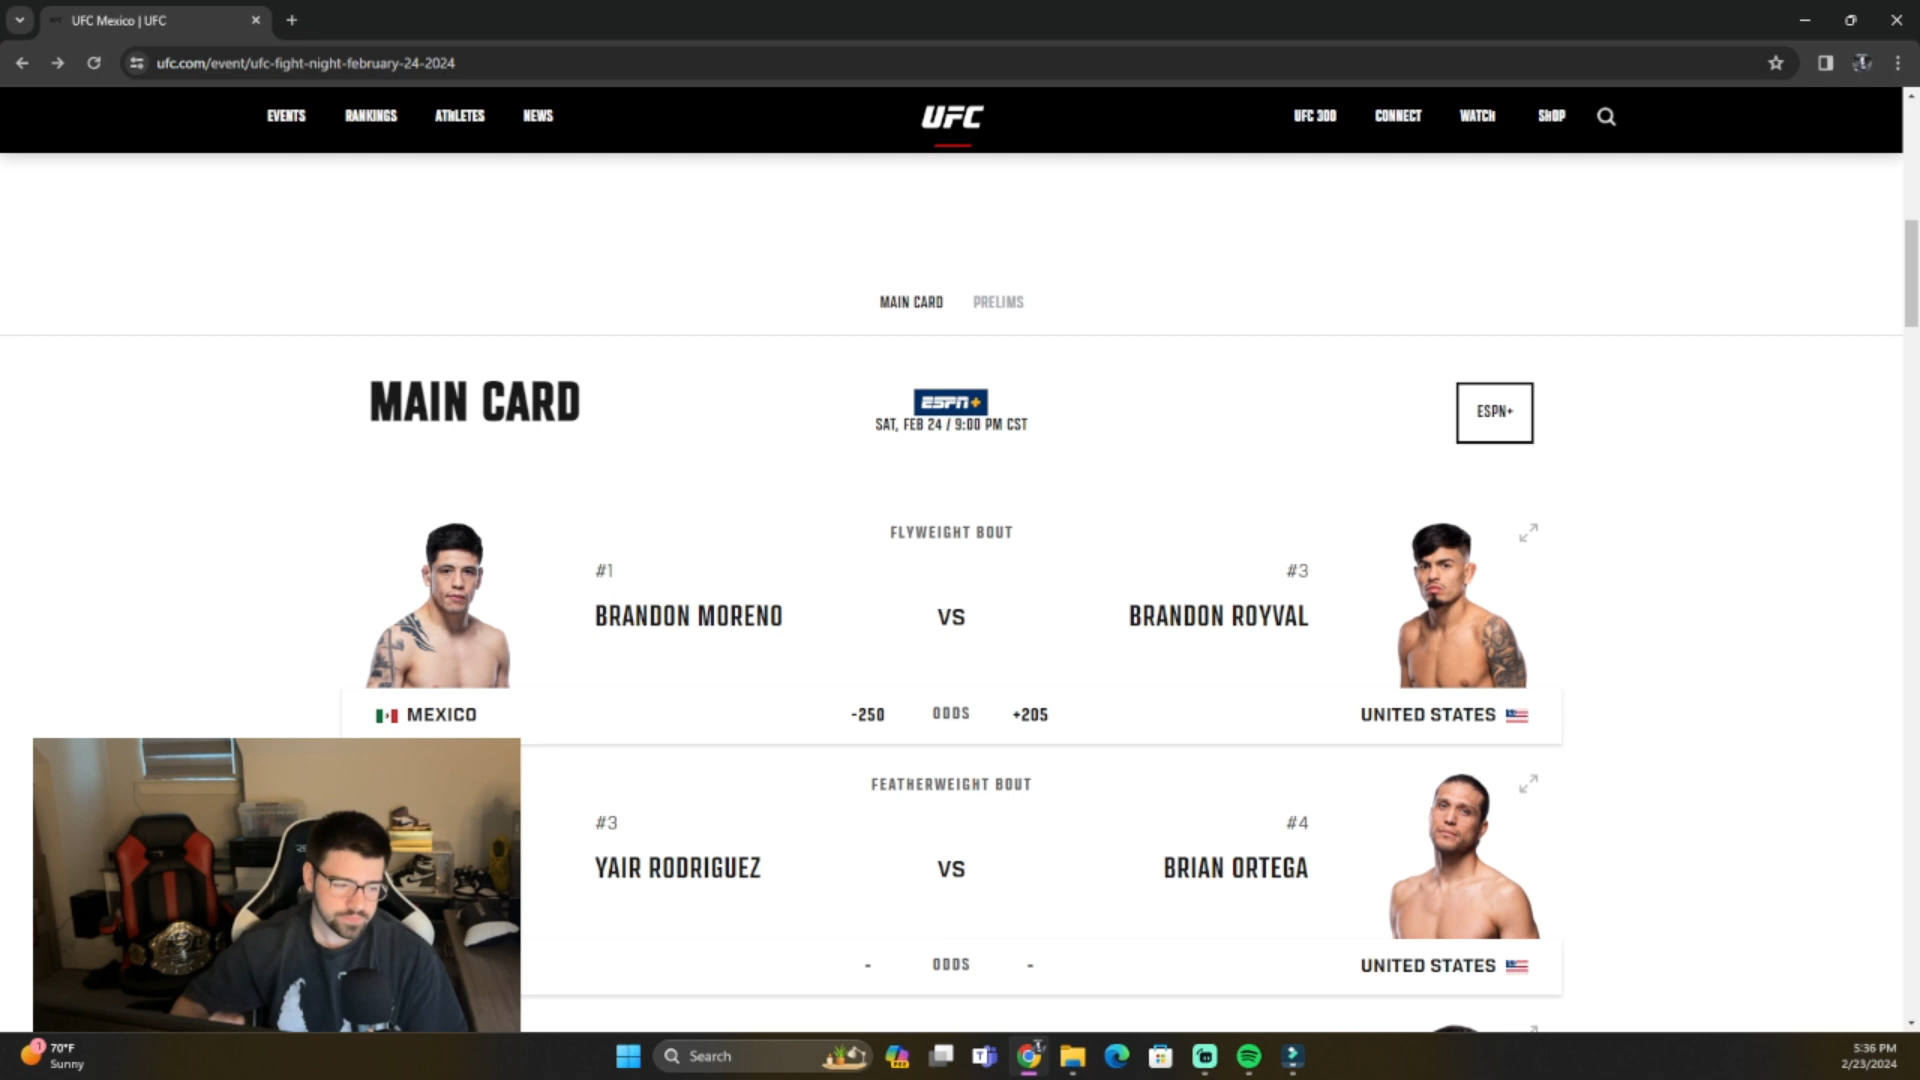 UFC Mexico | UFC
ufc.com/event/ufc-fight-night-february-24-2024
EVENTS RANKINGS ATHLETES NEWS UFC UFC 300 CONNECT WATCH SHOP
MAIN CARD PRELIMS
MAIN CARD
ESPN+
SAT, FEB 24 / 9:00 PM CST
ESPN+
FLYWEIGHT BOUT
#1 #3
BRANDON MORENO VS BRANDON ROYVAL
MEXICO -250 ODDS +205 UNITED STATES
FEATHERWEIGHT BOUT
#3 #4
YAIR RODRIGUEZ VS BRIAN ORTEGA
- ODDS - UNITED STATES
1
70°F
Sunny
Search
5:36 PM
2/23/2024